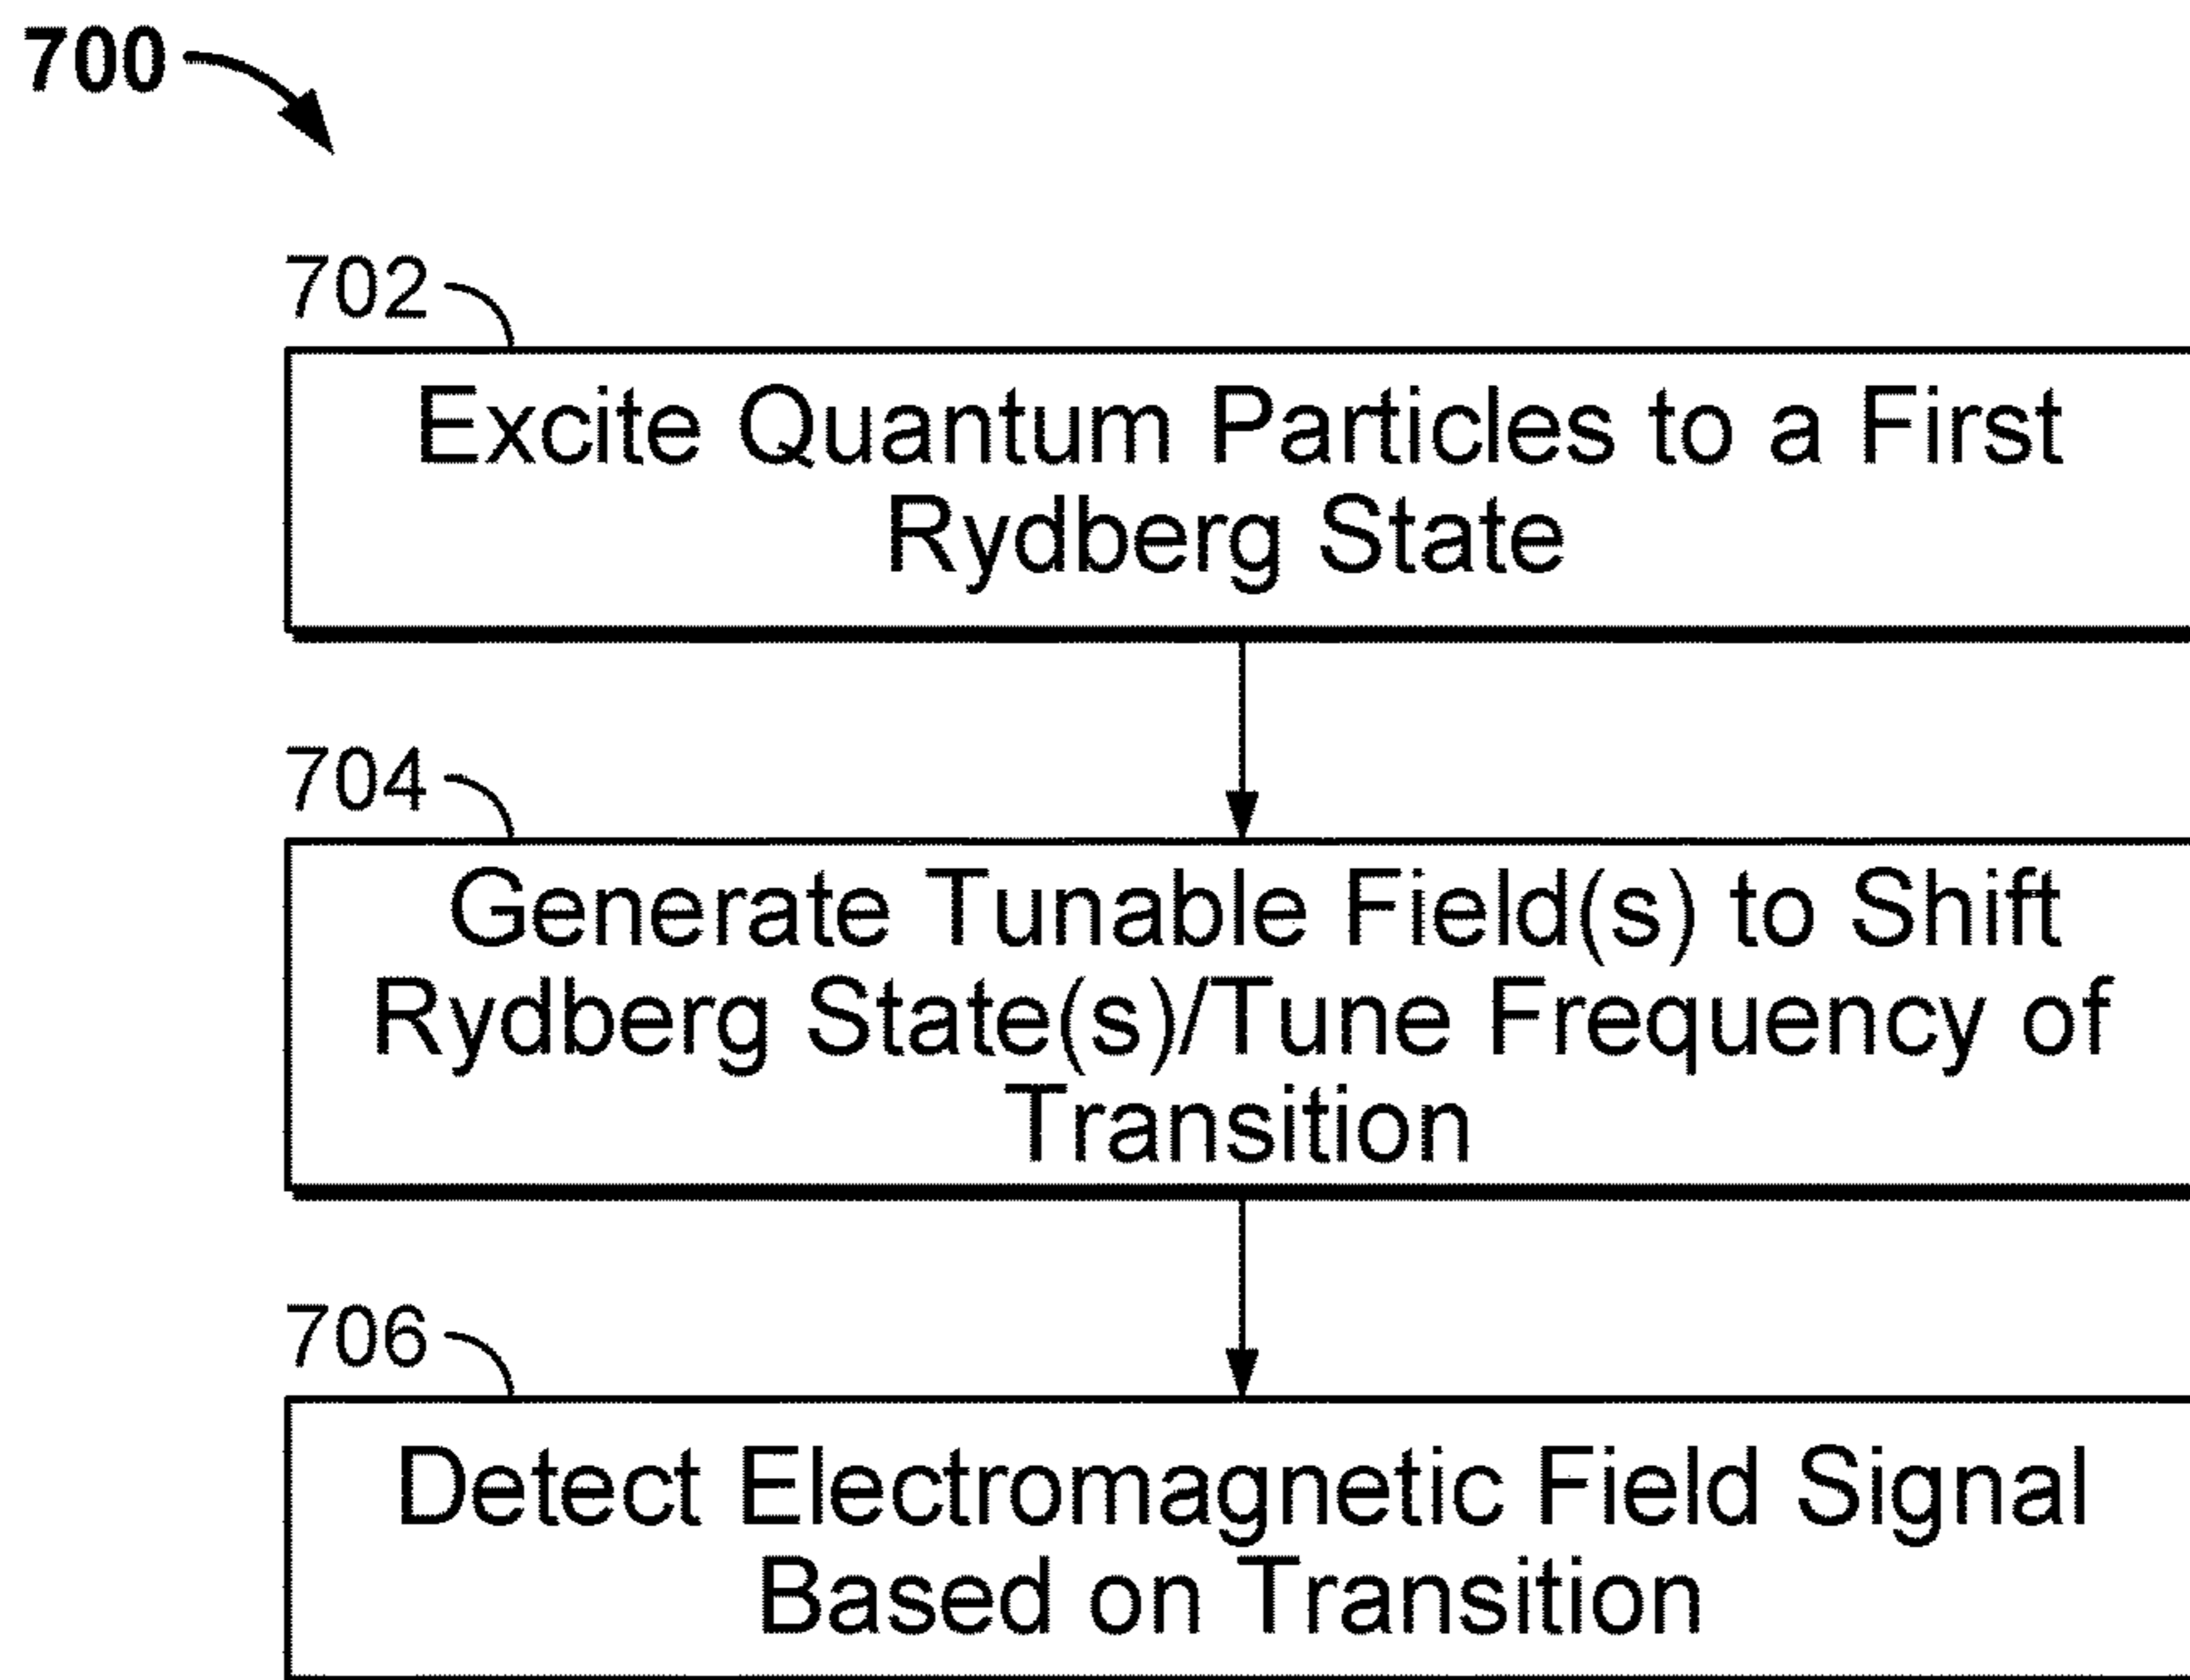 700
702
Excite Quantum Particles to a First
Rydberg State
704
Generate Tunable Field(s) to Shift
Rydberg State(s)/Tune Frequency of
Transition
706
Detect Electromagnetic Field Signal
Based on Transition